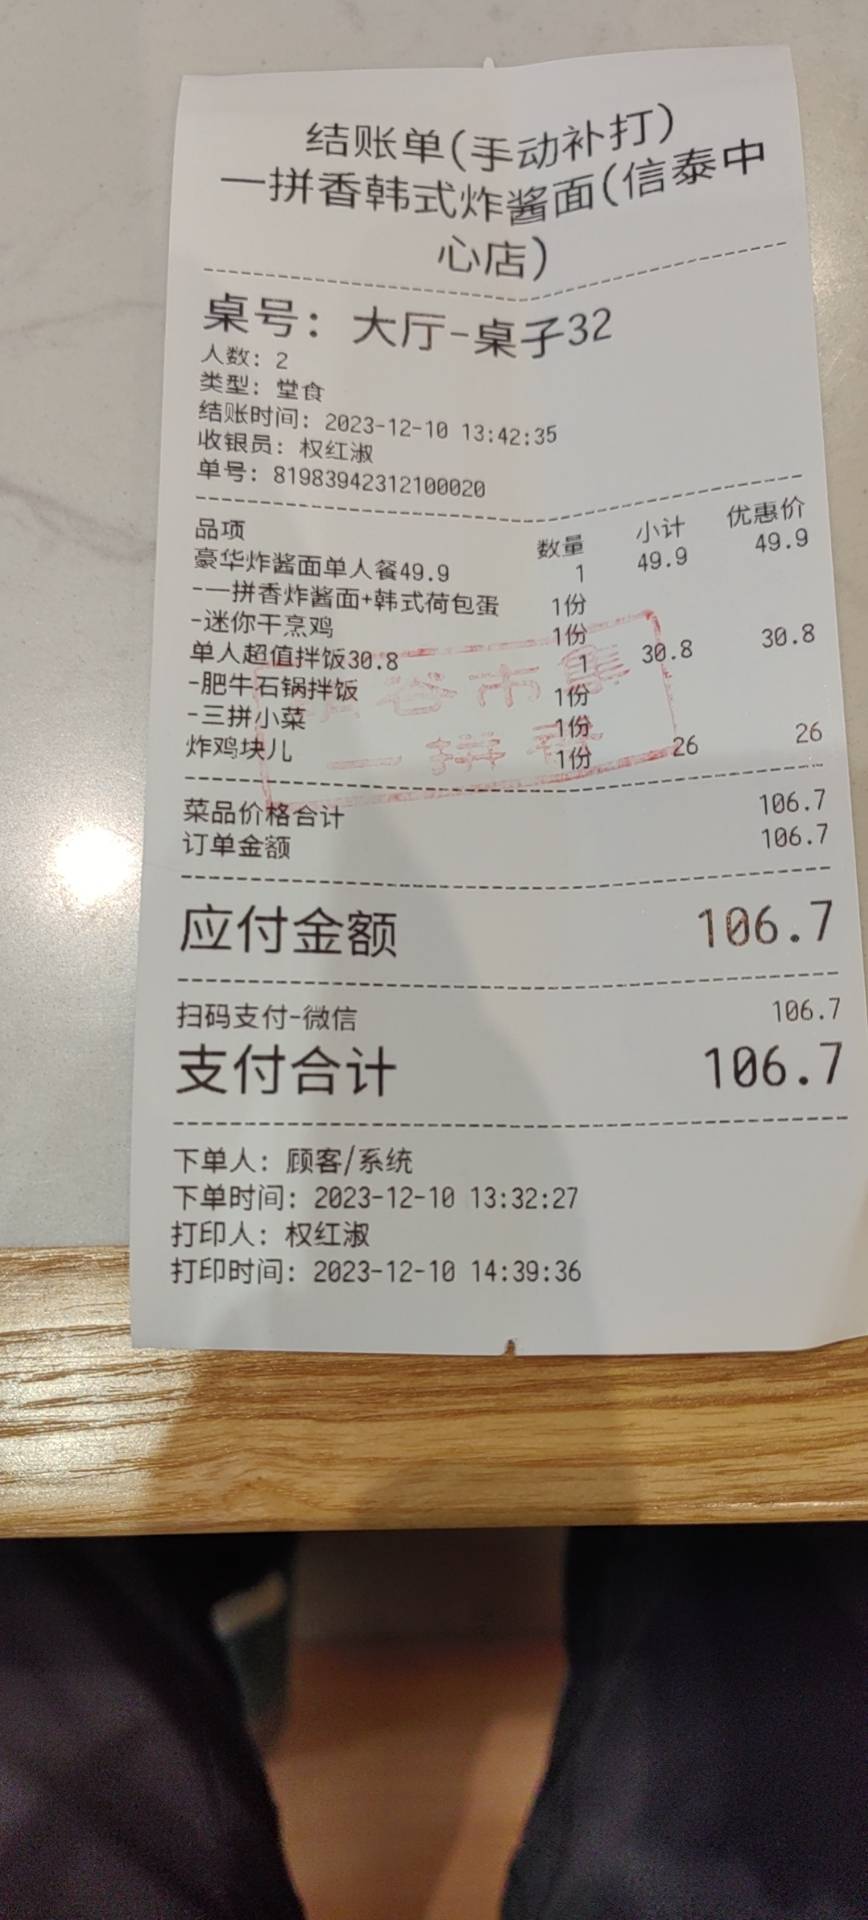 结账单(手动补打)
一拼香韩式炸酱面(信泰中
心店)
桌号: 大厅-桌子32
人数: 2
类型: 堂食
结账时间: 2023-12-10 13:42:35
收银员: 权红淑
单号: 81983942312100020
品项 数量 小计 优惠价
豪华炸酱面单人餐49.9 1 49.9 49.9
-一拼香炸酱面+韩式荷包蛋 1份
-迷你干烹鸡 1份
单人超值拌饭30.8 1 30.8 30.8
-肥牛石锅拌饭 1份
-三拼小菜 1份
炸鸡块儿 1份 26 26
谷市集
一拼香
菜品价格合计 106.7
订单金额 106.7
应付金额 106.7
扫码支付-微信 106.7
支付合计 106.7
下单人: 顾客/系统
下单时间: 2023-12-10 13:32:27
打印人: 权红淑
打印时间: 2023-12-10 14:39:36